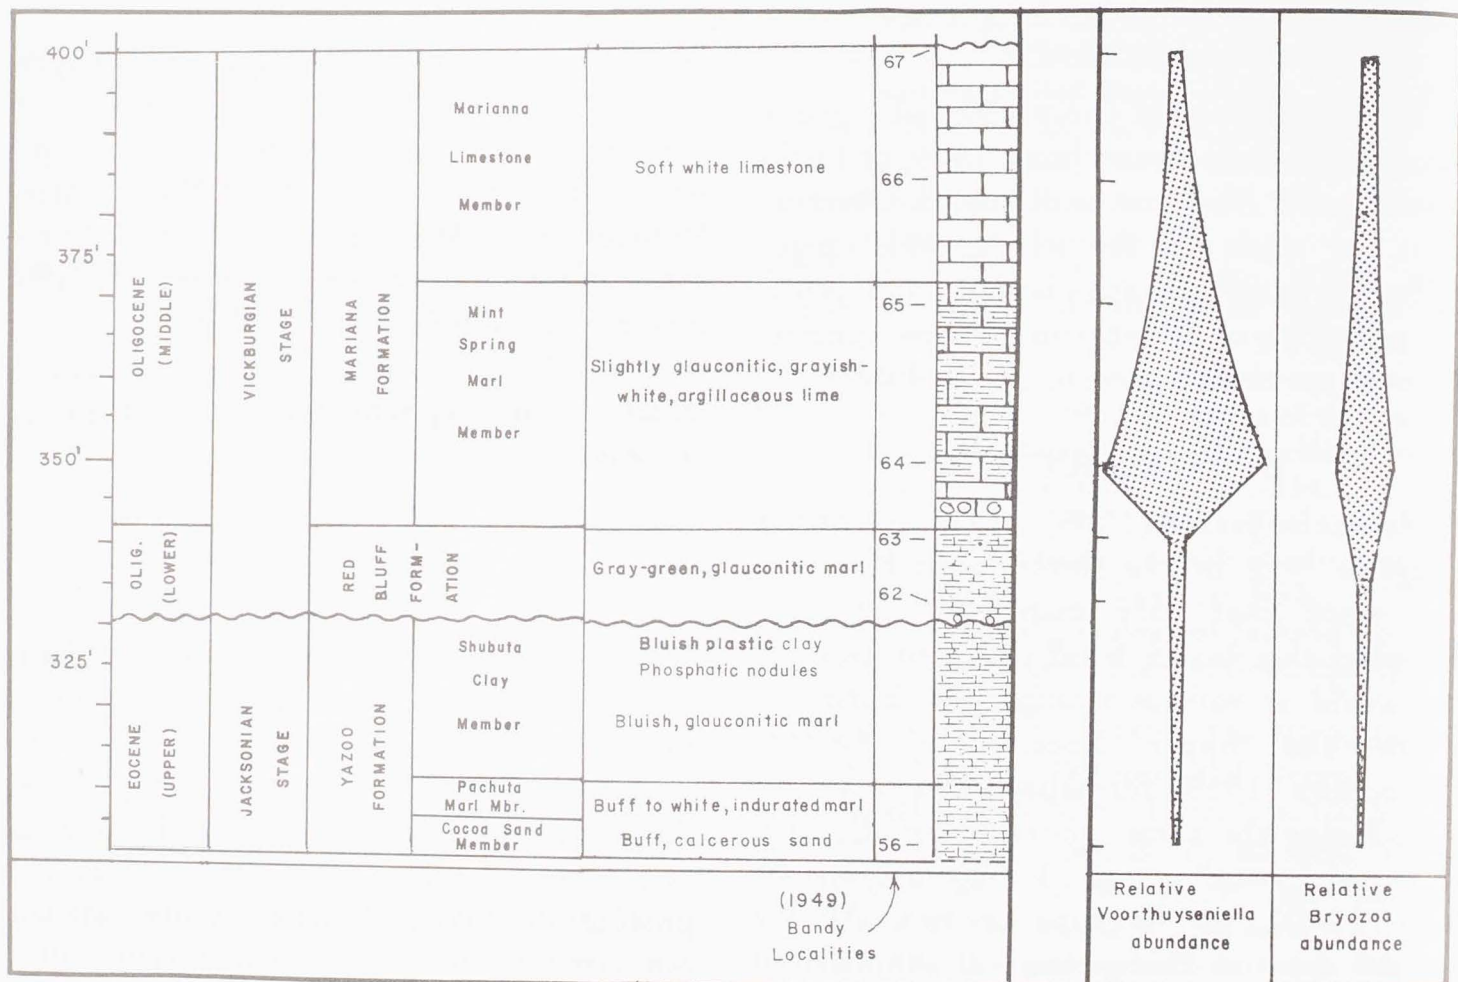 400'
375'
350'
325'
OLIGOCENE
(MIDDLE)
OLIG.
(LOWER)
EOCENE
(UPPER)
VICKBURGIAN
STAGE
JACKSONIAN
STAGE
MARIANA
FORMATION
RED
BLUFF
FORM-
ATION
YAZOO
FORMATION
Marianna
Limestone
Member
Mint
Spring
Marl
Member
Shubuta
Clay
Member
Pachuta
Marl Mbr.
Cocoa Sand
Member
Soft white limestone
Slightly glauconitic, grayish-
white, argillaceous lime
Gray-green, glauconitic marl
Bluish plastic clay
Phosphatic nodules
Bluish, glauconitic marl
Buff to white, indurated marl
Buff, calcerous sand
67
66
65
64
63
62
56
(1949)
Bandy
Localities
Relative
Voorthuyseniella
abundance
Relative
Bryozoa
abundance